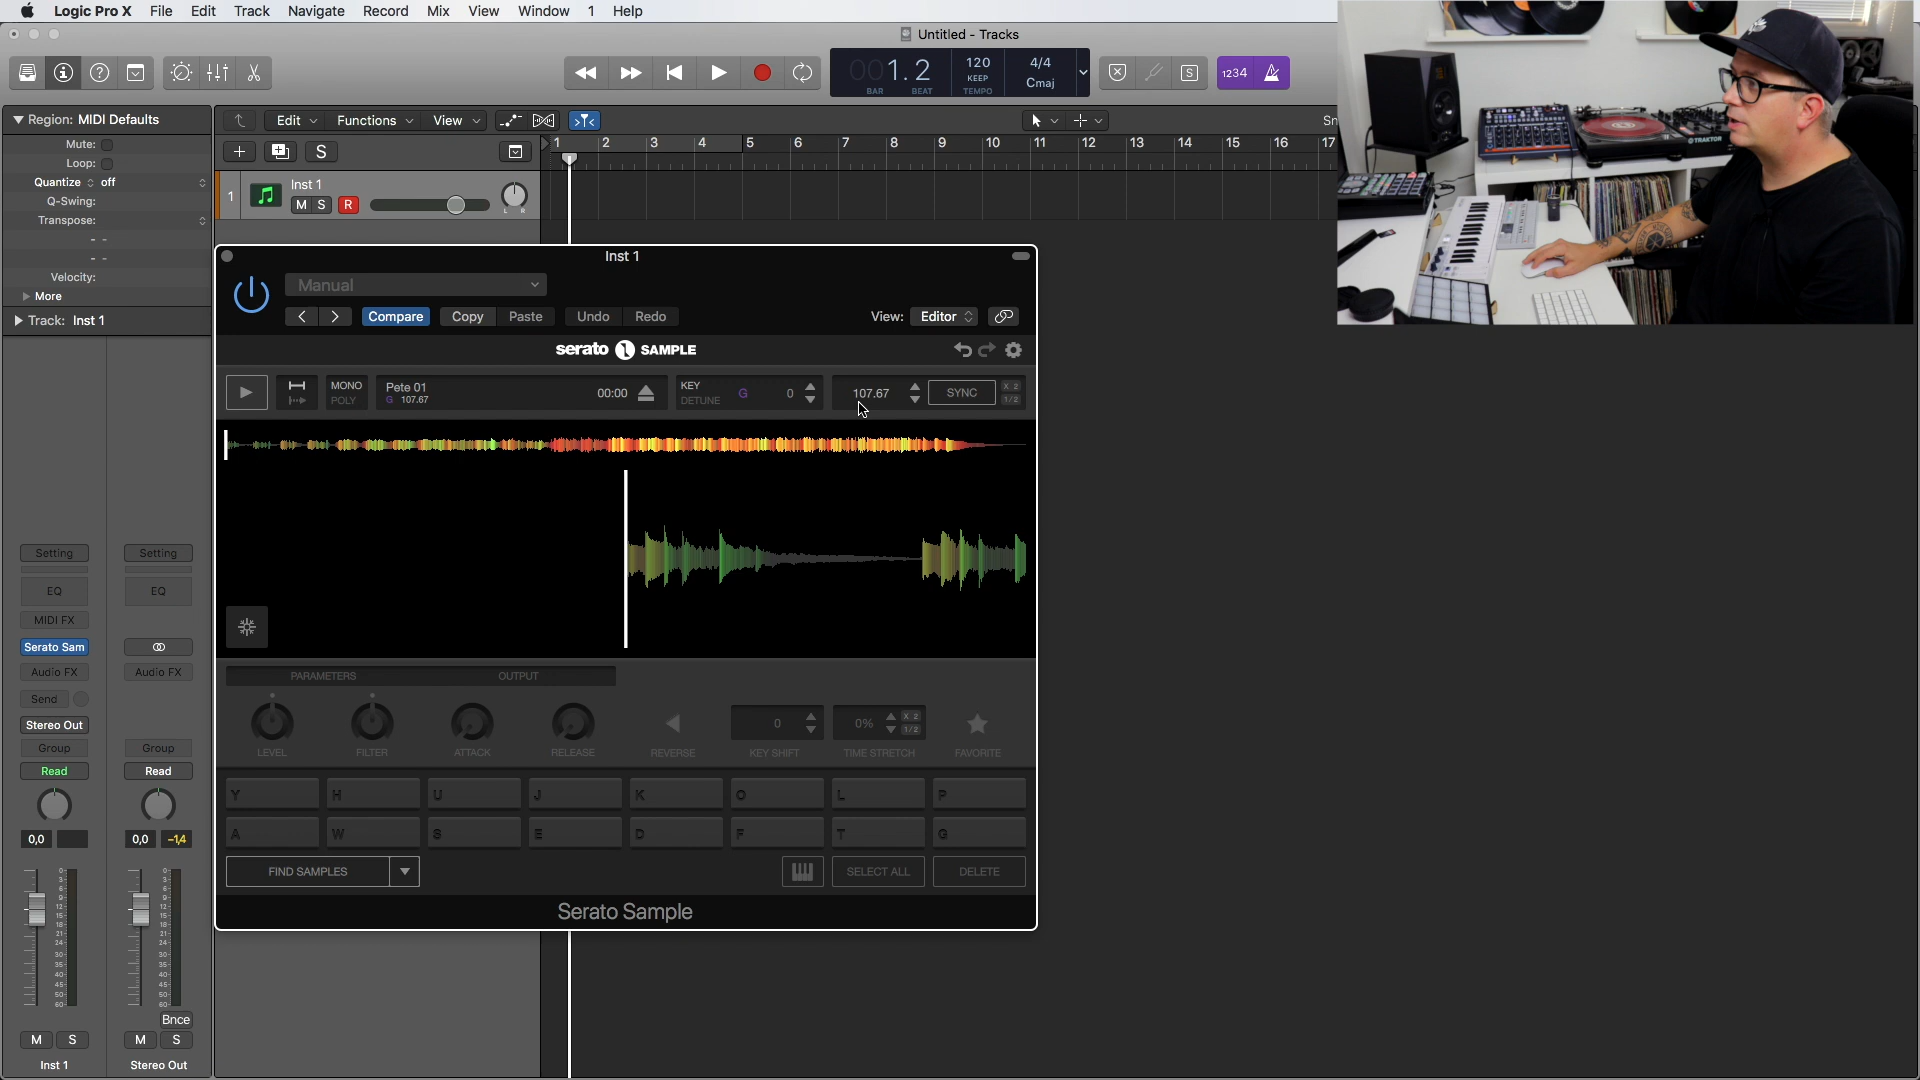 Logic Pro X File Edit Track Navigate Record Mix View Window 1 Help
Untitled - Tracks
001.2
BAR BEAT
120
KEEP
TEMPO
4/4
Cmaj
S
1234
Region: MIDI Defaults
Mute:
Loop:
Quantize off
Q-Swing:
Transpose:
Velocity:
More
Track: Inst 1
Edit Functions View
Sn
S
1 2 3 4 5 6 7 8 9 10 11 12 13 14 15 16 17
1
Inst 1
M S R
L R
Inst 1
Manual
Compare Copy Paste Undo Redo
View: Editor
serato SAMPLE
MONO
POLY
Pete 01
G 107.67
00:00
KEY
DETUNE
G 0
107.67
SYNC
X 2
1/2
PARAMETERS OUTPUT
0
0%
X 2
1/2
LEVEL FILTER ATTACK RELEASE REVERSE KEY SHIFT TIME STRETCH FAVORITE
Y H U J K O L P
A W S E D F T G
FIND SAMPLES
SELECT ALL DELETE
Serato Sample
Setting Setting
EQ EQ
MIDI FX
Serato Sam
Audio FX Audio FX
Send
Stereo Out
Group Group
Read Read
0,0 0,0 -1,4
Bnce
M S M S
Inst 1 Stereo Out
TRAKTOR